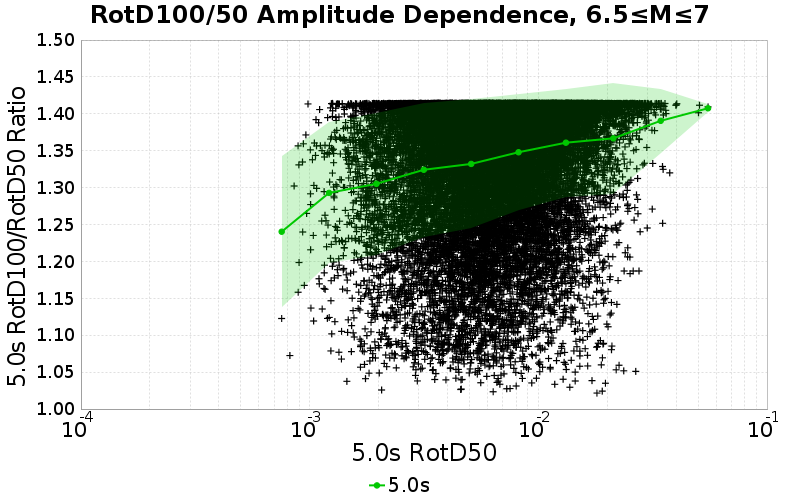 RotD100/50 Amplitude Dependence, 6.5≤M≤7
5.0s RotD100/RotD50 Ratio
1.50
1.45
1.40
1.35
1.30
1.25
1.20
1.15
1.10
1.05
1.00
10-4 10-3 10-2 10-1
5.0s RotD50
5.0s